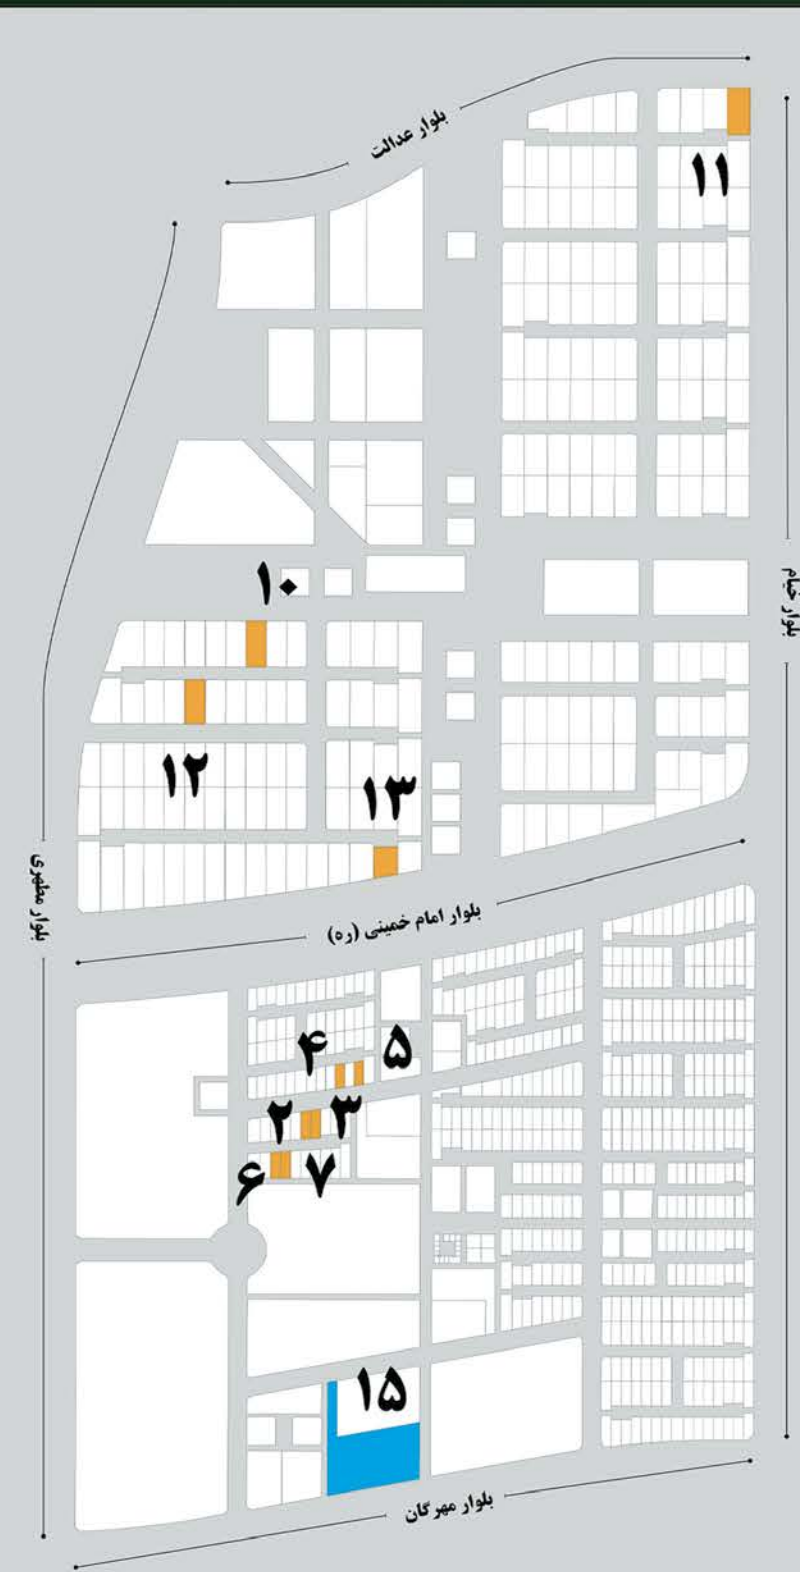 بلوار عدالت
۱۱
بلوار خیام
۱۰
۱۲
۱۳
بلوار مطهری
بلوار امام خمینی (ره)
۴
۵
۲
۳
۶
۷
۱۵
بلوار مهرگان